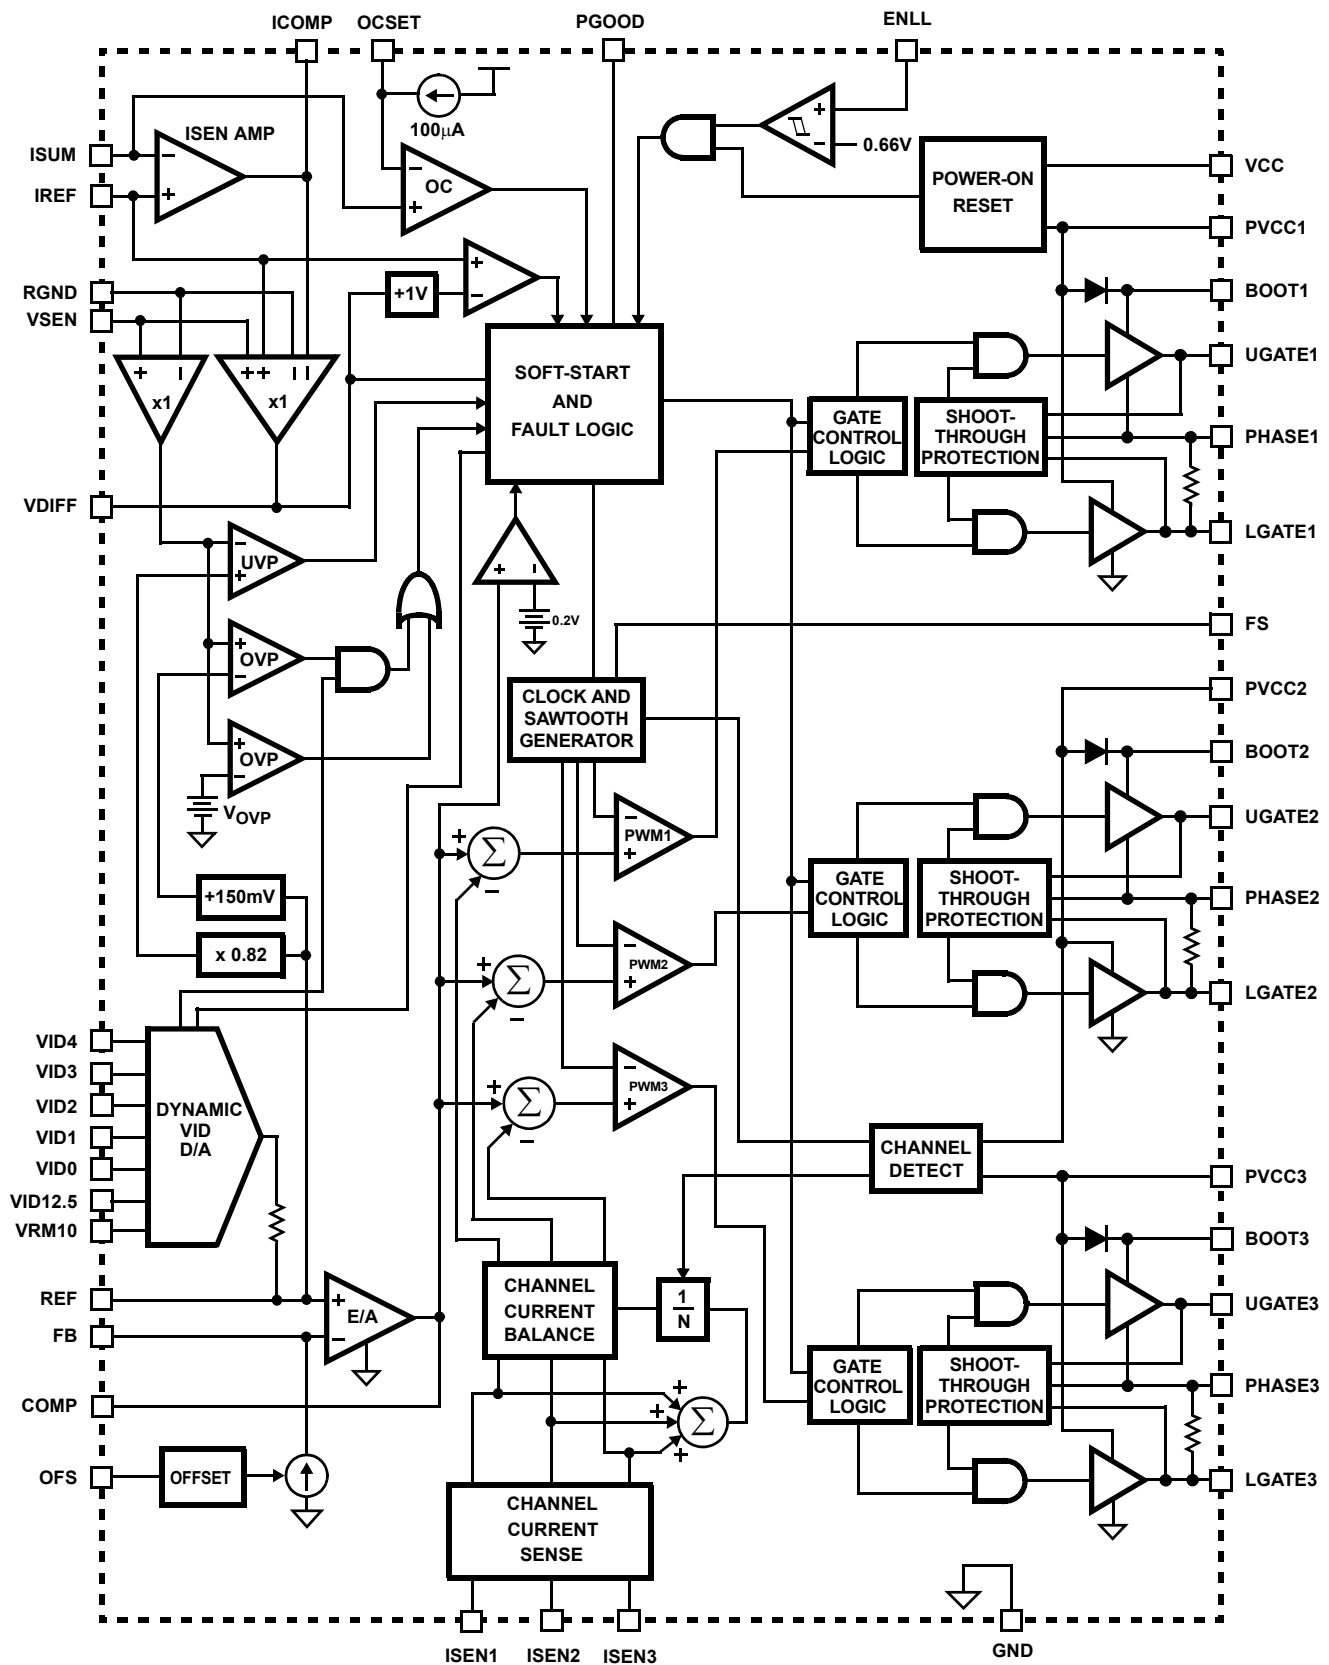 ICOMP OCSET PGOOD ENLL
ISEN AMP
100μA
ISUM
−
+
IREF
−
OC
+
+
−
0.66V
POWER-ON
RESET
VCC
PVCC1
+
−
+1V
RGND
VSEN
BOOT1
+ −
x1
+ + − −
x1
SOFT-START
AND
FAULT LOGIC
UGATE1
GATE
CONTROL
LOGIC
SHOOT-
THROUGH
PROTECTION
PHASE1
VDIFF
LGATE1
−
UVP
+
+ −
0.2V
FS
+
OVP
−
CLOCK AND
SAWTOOTH
GENERATOR
PVCC2
+
OVP
−
VOVP
BOOT2
+
Σ
−
−
PWM1
+
UGATE2
GATE
CONTROL
LOGIC
SHOOT-
THROUGH
PROTECTION
PHASE2
+150mV
x 0.82
+
Σ
−
−
PWM2
+
LGATE2
VID4
VID3
VID2
VID1
VID0
VID12.5
VRM10
DYNAMIC
VID
D/A
+
Σ
−
−
PWM3
+
CHANNEL
DETECT
PVCC3
BOOT3
REF
FB
+
E/A
−
CHANNEL
CURRENT
BALANCE
1
N
UGATE3
GATE
CONTROL
LOGIC
SHOOT-
THROUGH
PROTECTION
PHASE3
COMP
+
+
Σ
+
OFS
OFFSET
LGATE3
CHANNEL
CURRENT
SENSE
ISEN1 ISEN2 ISEN3
GND